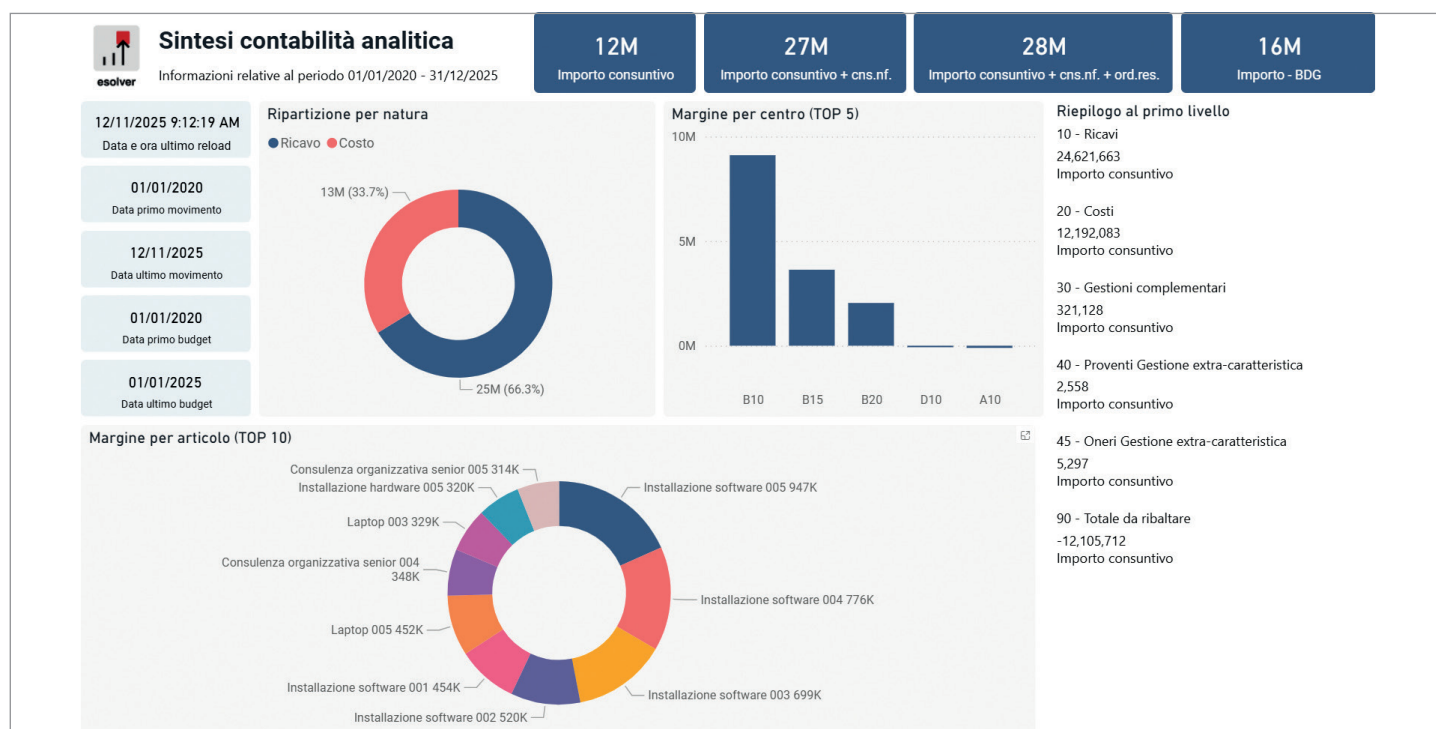 esolver
Sintesi contabilità analitica
Informazioni relative al periodo 01/01/2020 - 31/12/2025
12M
Importo consuntivo
27M
Importo consuntivo + cns.nf.
28M
Importo consuntivo + cns.nf. + ord.res.
16M
Importo - BDG
12/11/2025 9:12:19 AM
Data e ora ultimo reload
01/01/2020
Data primo movimento
12/11/2025
Data ultimo movimento
01/01/2020
Data primo budget
01/01/2025
Data ultimo budget
Ripartizione per natura
Ricavo Costo
13M (33.7%)
25M (66.3%)
Margine per centro (TOP 5)
10M
5M
0M
B10 B15 B20 D10 A10
Riepilogo al primo livello
10 - Ricavi
24,621,663
Importo consuntivo
20 - Costi
12,192,083
Importo consuntivo
30 - Gestioni complementari
321,128
Importo consuntivo
40 - Proventi Gestione extra-caratteristica
2,558
Importo consuntivo
45 - Oneri Gestione extra-caratteristica
5,297
Importo consuntivo
90 - Totale da ribaltare
-12,105,712
Importo consuntivo
Margine per articolo (TOP 10)
Consulenza organizzativa senior 005 314K
Installazione hardware 005 320K
Laptop 003 329K
Consulenza organizzativa senior 004
348K
Laptop 005 452K
Installazione software 001 454K
Installazione software 002 520K
Installazione software 005 947K
Installazione software 004 776K
Installazione software 003 699K